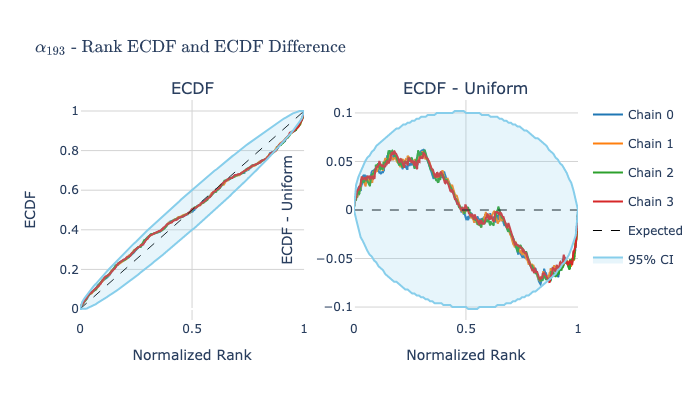 α₁₉₃ - Rank ECDF and ECDF Difference
ECDF
ECDF - Uniform
ECDF
1
0.8
0.6
0.4
0.2
0
0
0.5
1
Normalized Rank
ECDF - Uniform
0.1
0.05
0
−0.05
−0.1
0
0.5
1
Normalized Rank
Chain 0
Chain 1
Chain 2
Chain 3
Expected
95% CI